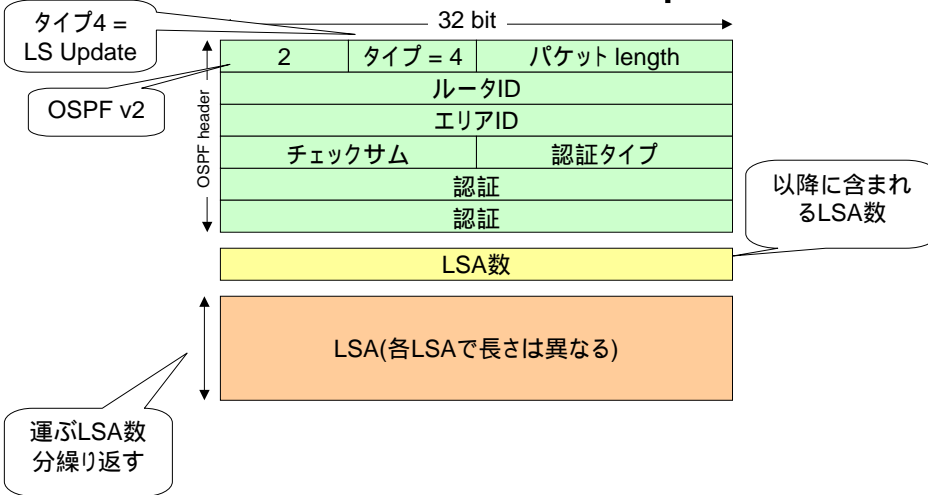 32 bit
タイプ4 =
LS Update
2
タイプ = 4
パケット length
OSPF v2
OSPF header
ルータID
エリアID
チェックサム
認証タイプ
認証
認証
以降に含まれ
るLSA数
LSA数
LSA(各LSAで長さは異なる)
運ぶLSA数
分繰り返す